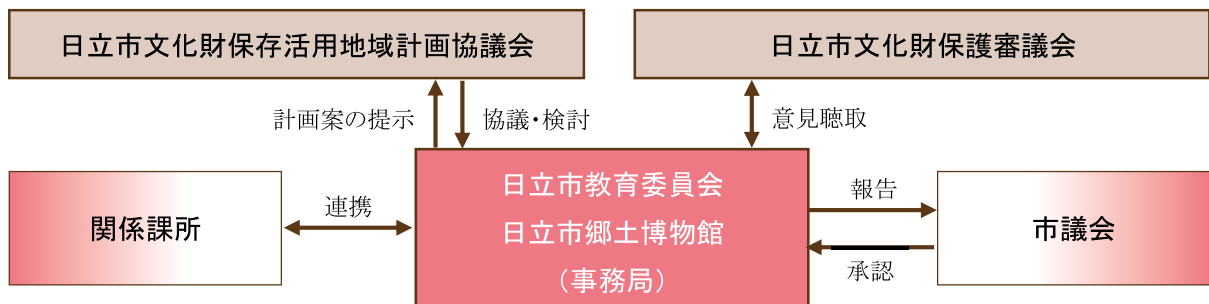 日立市文化財保存活用地域計画協議会
日立市文化財保護審議会
計画案の提示
協議・検討
意見聴取
関係課所
連携
日立市教育委員会
日立市郷土博物館
（事務局）
報告
承認
市議会